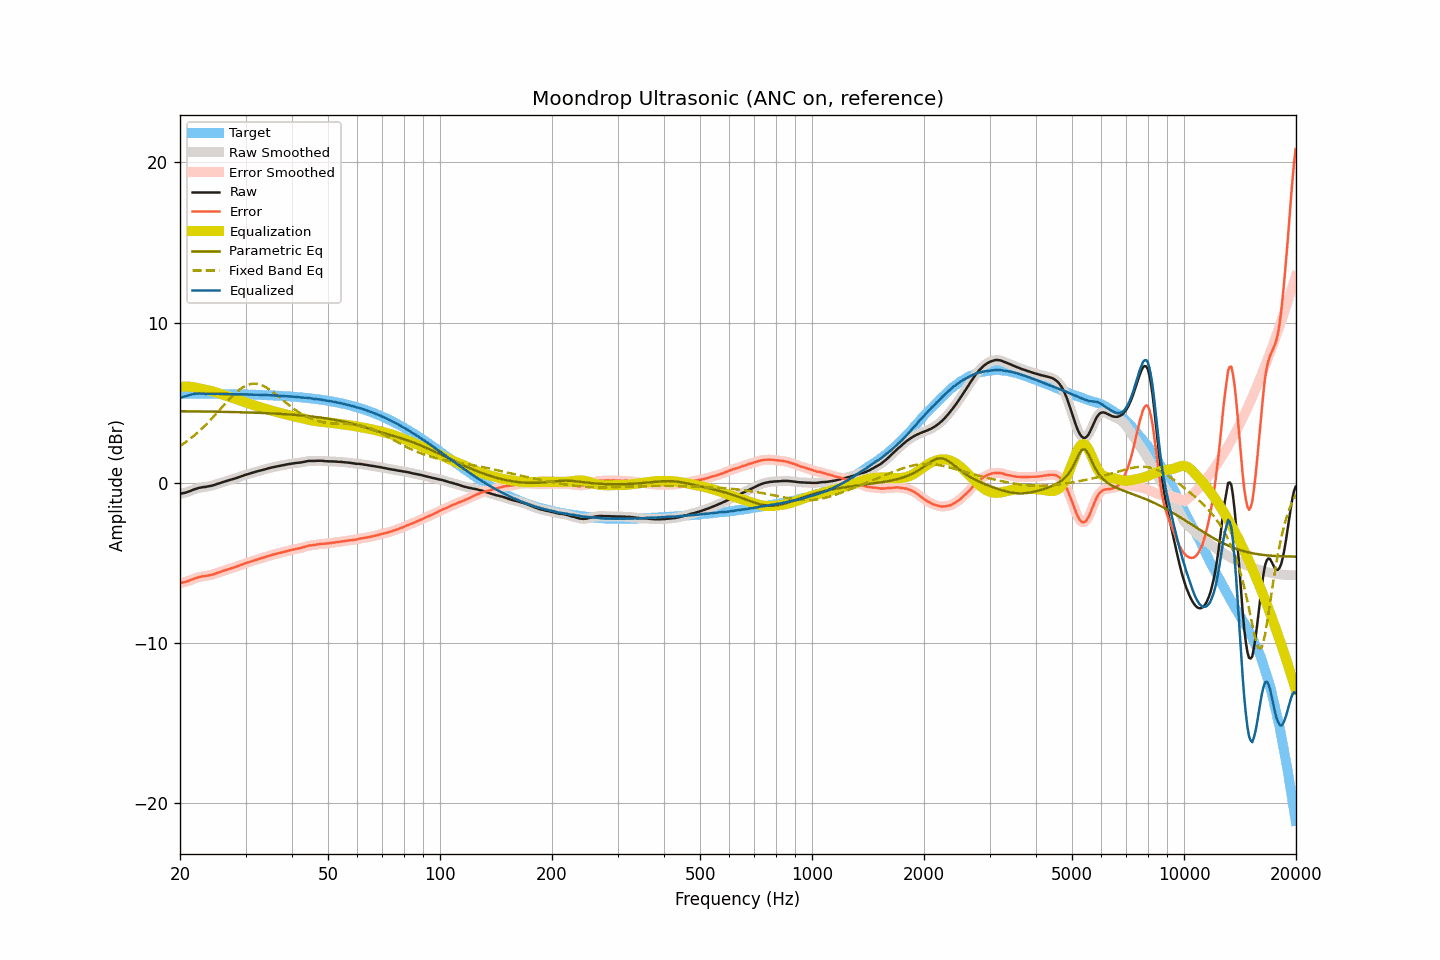 Moondrop Ultrasonic (ANC on, reference)
Target
Raw Smoothed
Error Smoothed
Raw
Error
Equalization
Parametric Eq
Fixed Band Eq
Equalized
20
10
0
−10
−20
Amplitude (dBr)
20 50 100 200 500 1000 2000 5000 10000 20000
Frequency (Hz)